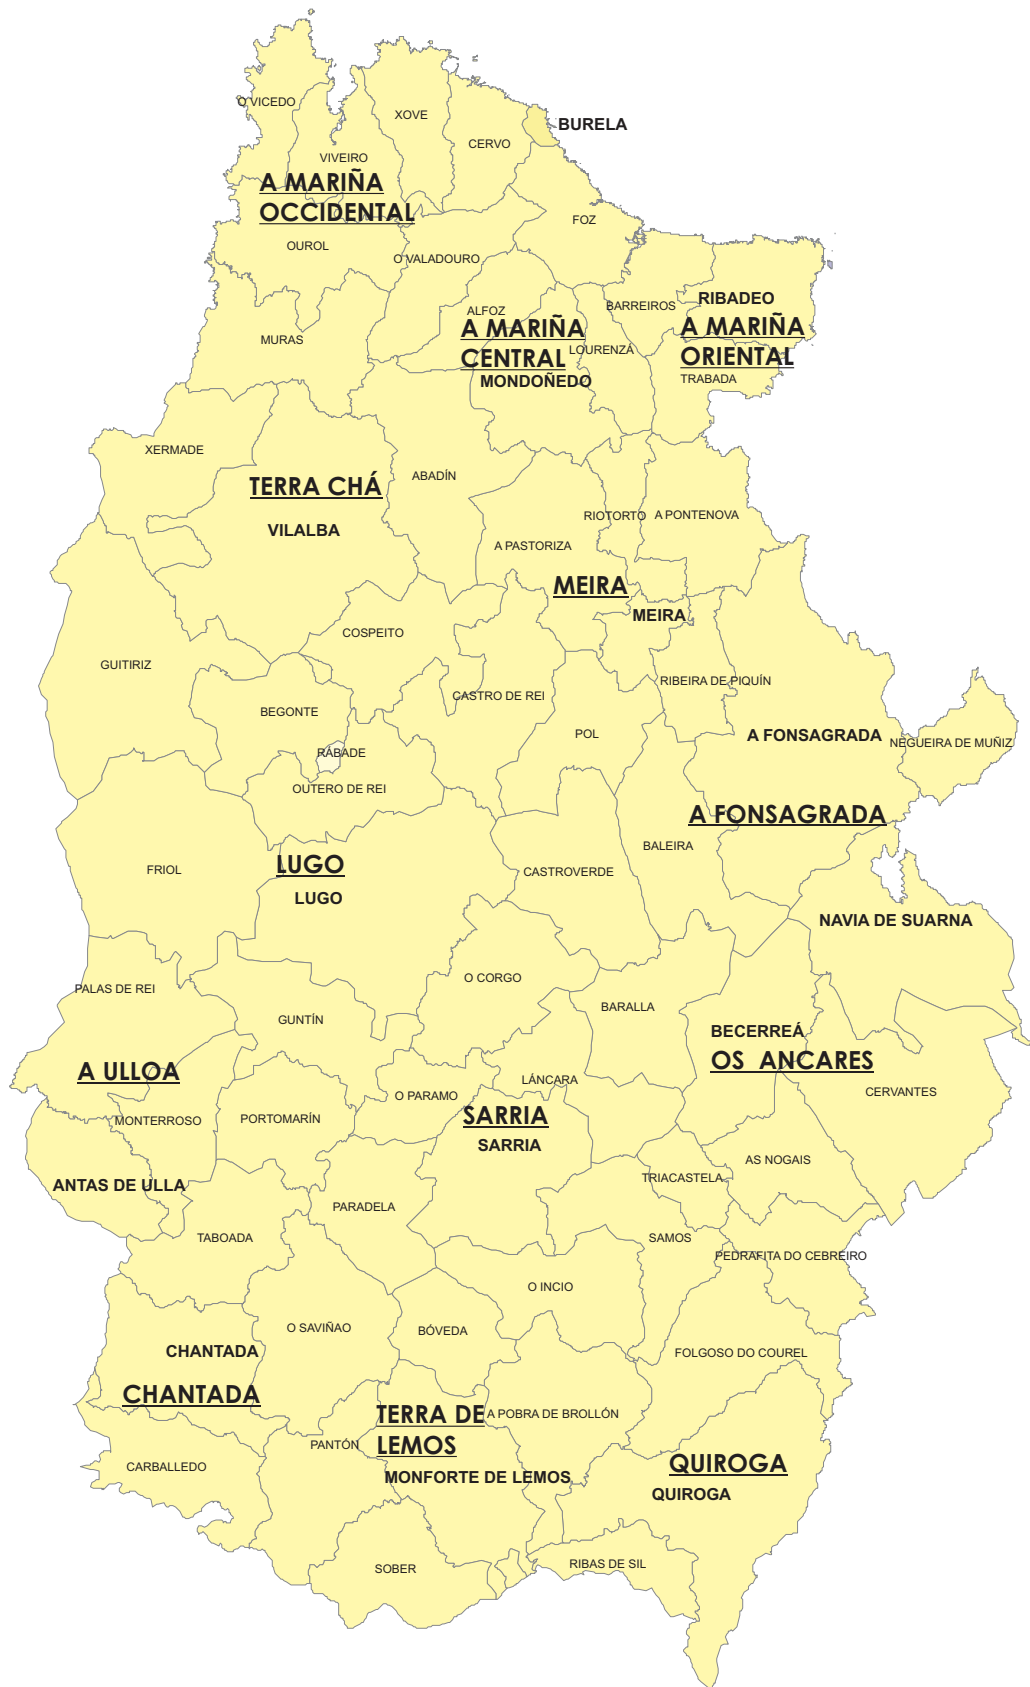 O VICEDO
XOVE
BURELA
CERVO
VIVEIRO
A MARIÑA
OCCIDENTAL
FOZ
OUROL
O VALADOURO
RIBADEO
BARREIROS
ALFOZ
A MARIÑA
CENTRAL
A MARIÑA
ORIENTAL
MURAS
LOURENZÁ
MONDOÑEDO
TRABADA
XERMADE
ABADÍN
TERRA CHÁ
VILALBA
RIOTORTO
A PONTENOVA
A PASTORIZA
MEIRA
MEIRA
COSPEITO
GUITIRIZ
RIBEIRA DE PIQUÍN
CASTRO DE REI
BEGONTE
POL
A FONSAGRADA
NEGUEIRA DE MUÑIZ
RÁBADE
OUTERO DE REI
A FONSAGRADA
BALEIRA
LUGO
FRIOL
CASTROVERDE
LUGO
NAVIA DE SUARNA
O CORGO
PALAS DE REI
BARALLA
GUNTÍN
BECERREÁ
OS ANCARES
A ULLOA
LÁNCARA
CERVANTES
O PARAMO
SARRIA
MONTERROSO
PORTOMARÍN
SARRIA
AS NOGAIS
TRIACASTELA
ANTAS DE ULLA
PARADELA
TABOADA
SAMOS
PEDRAFITA DO CEBREIRO
O INCIO
O SAVIÑAO
BÓVEDA
CHANTADA
FOLGOSO DO COUREL
CHANTADA
TERRA DE
LEMOS
A POBRA DE BROLLÓN
PANTÓN
CARBALLEDO
QUIROGA
MONFORTE DE LEMOS
QUIROGA
SOBER
RIBAS DE SIL